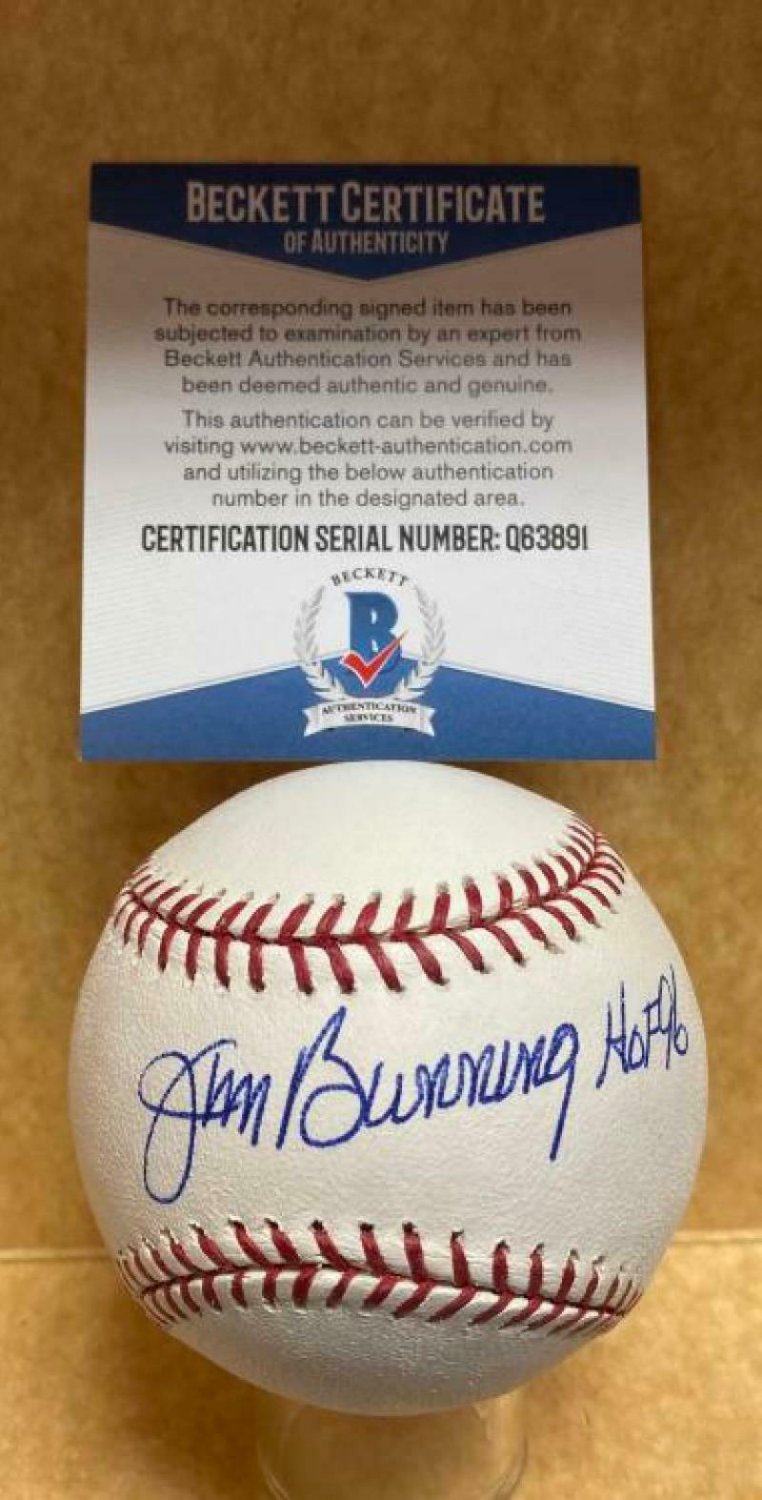 BECKETT CERTIFICATE
OF AUTHENTICITY
The corresponding signed item has been
subjected to examination by an expert from
Beckett Authentication Services and has
been deemed authentic and genuine.
This authentication can be verified by
visiting www.beckett-authentication.com
and utilizing the below authentication
number in the designated area.
CERTIFICATION SERIAL NUMBER: Q63891
BECKETT
B
AUTHENTICATION
SERVICES
Jim Bunning HOF96